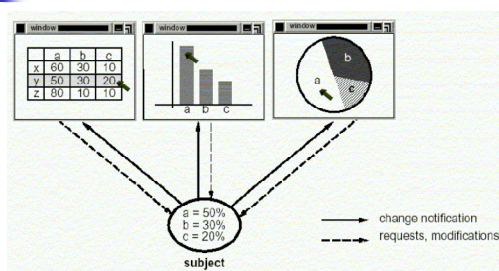 window
window
window
a b c
x 60 30 10
y 50 30 20
z 80 10 10
a b c
a
b
c
a = 50%
b = 30%
c = 20%
subject
change notification
requests, modifications